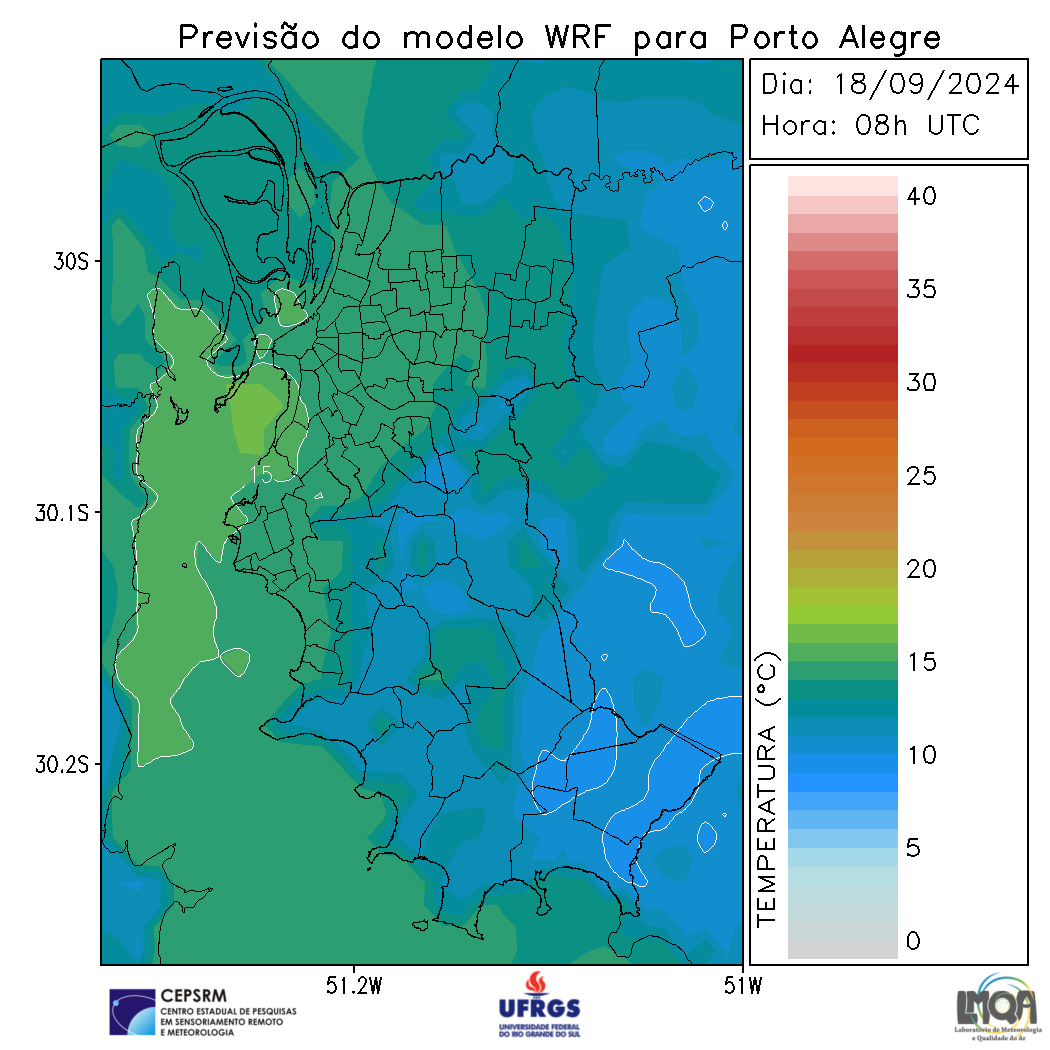 Previsão do modelo WRF para Porto Alegre
Dia: 18/09/2024
Hora: 08h UTC
40
35
30
25
20
15
10
5
0
TEMPERATURA (°C)
30S
30.1S
30.2S
15
51.2W
51W
CEPSRM
CENTRO ESTADUAL DE PESQUISAS
EM SENSORIAMENTO REMOTO
E METEOROLOGIA
UFRGS
UNIVERSIDADE FEDERAL
DO RIO GRANDE DO SUL
LMQA
Laboratório de Meteorologia
e Qualidade do Ar